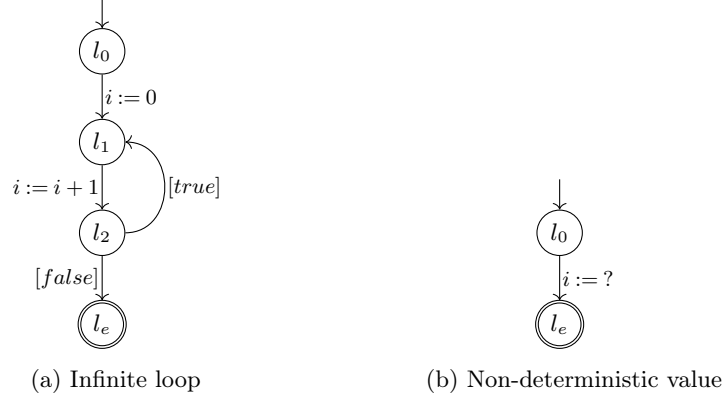 l₀
i := 0
l₁
i := i + 1
[true]
l₂
[false]
lₑ
(a) Infinite loop
l₀
i := ?
lₑ
(b) Non-deterministic value